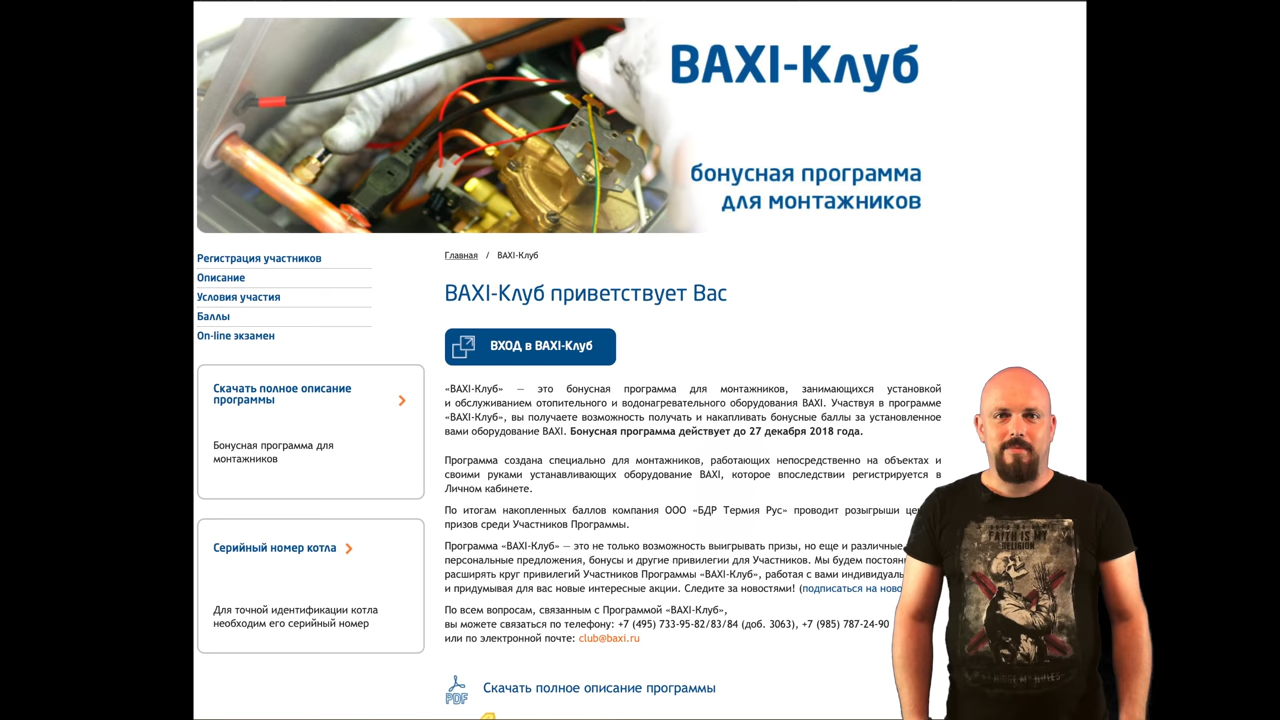 BAXI-Клуб
бонусная программа
для монтажников
Регистрация участников
Описание
Условия участия
Баллы
On-line экзамен
Скачать полное описание
программы
Бонусная программа для
монтажников
Серийный номер котла
Для точной идентификации котла
необходим его серийный номер
Главная / BAXI-Клуб
BAXI-Клуб приветствует Вас
ВХОД в BAXI-Клуб
«BAXI-Клуб» — это бонусная программа для монтажников, занимающихся установкой
и обслуживанием отопительного и водонагревательного оборудования BAXI. Участвуя в программе
«BAXI-Клуб», вы получаете возможность получать и накапливать бонусные баллы за установленное
вами оборудование BAXI. Бонусная программа действует до 27 декабря 2018 года.
Программа создана специально для монтажников, работающих непосредственно на объектах и
своими руками устанавливающих оборудование BAXI, которое впоследствии регистрируется в
Личном кабинете.
По итогам накопленных баллов компания ООО «БДР Термия Рус» проводит розыгрыши
призов среди Участников Программы.
Программа «BAXI-Клуб» — это не только возможность выигрывать призы, но еще и различные
персональные предложения, бонусы и другие привилегии для Участников. Мы будем
расширять круг привилегий Участников Программы «BAXI-Клуб», работая с вами
и придумывая для вас новые интересные акции. Следите за новостями! (подписаться на
По всем вопросам, связанным с Программой «BAXI-Клуб»,
вы можете связаться по телефону: +7 (495) 733-95-82/83/84 (доб. 3063), +7 (985) 787-24-90
или по электронной почте: club@baxi.ru
PDF
Скачать полное описание программы
FAITH IS MY
RELIGION